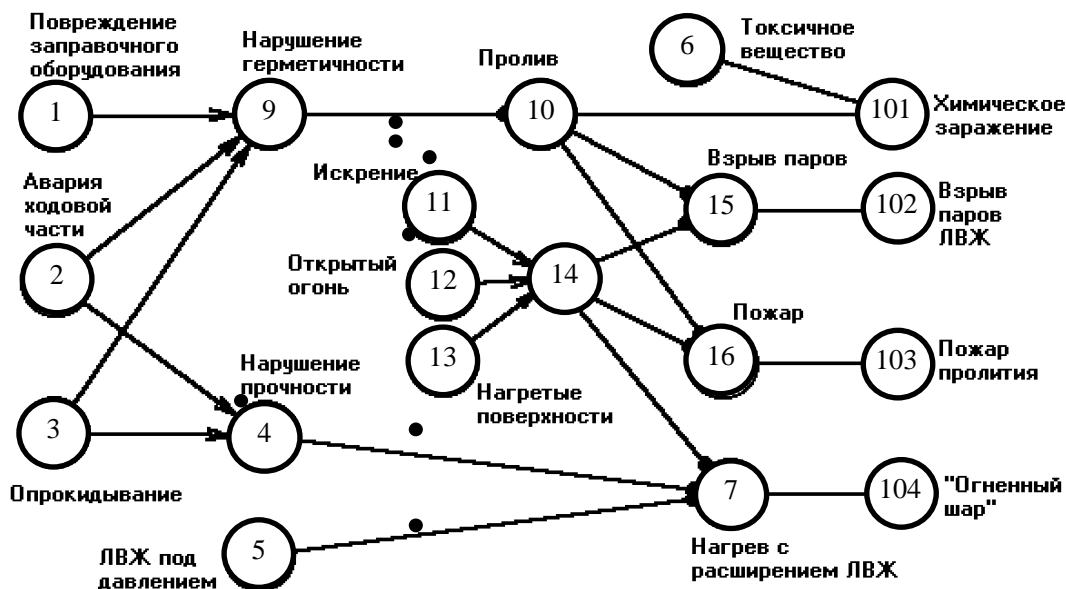 Повреждение
заправочного
оборудования
1
Нарушение
герметичности
9
Пролив
10
6
Токсичное
вещество
101
Химическое
заражение
Авария
ходовой
части
2
Искрение
11
Открытый
огонь
12
13
Нагретые
поверхности
14
Взрыв паров
15
102
Взрыв
паров
ЛВЖ
Пожар
16
103
Пожар
пролития
3
Опрокидывание
Нарушение
прочности
4
5
ЛВЖ под
давлением
7
Нагрев с
расширением ЛВЖ
104
"Огненный
шар"